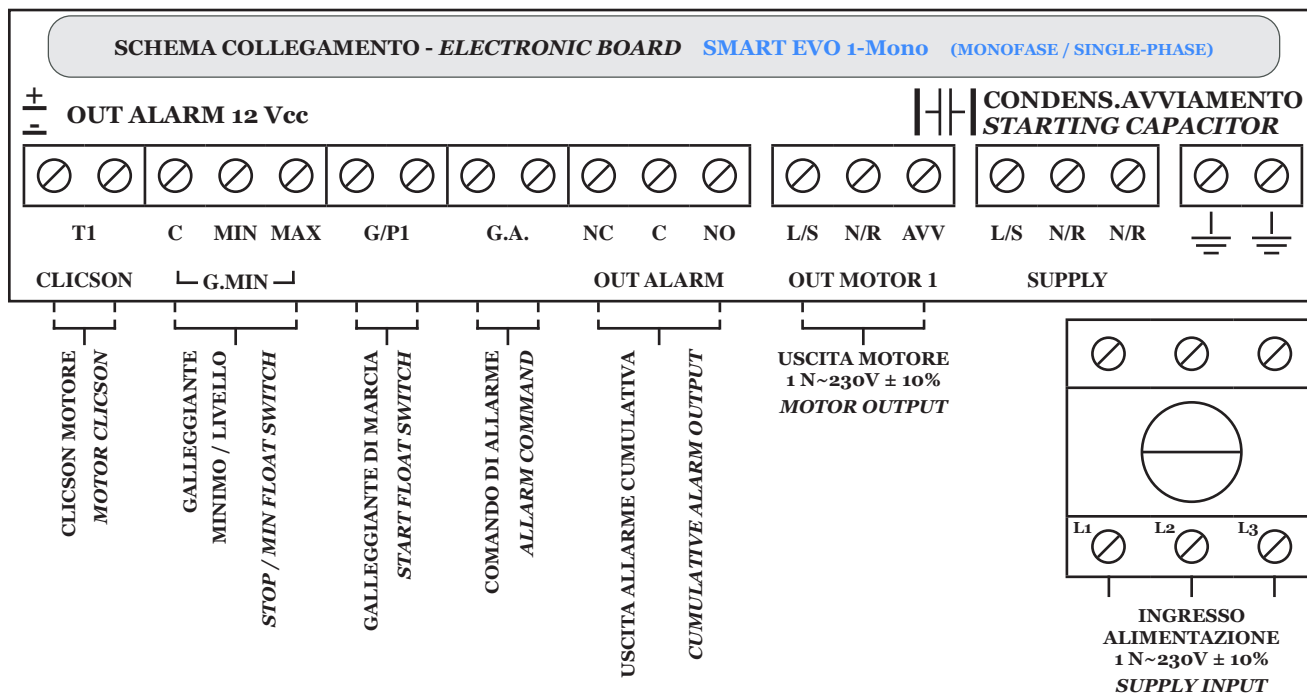 SCHEMA COLLEGAMENTO - ELECTRONIC BOARD SMART EVO 1-Mono (MONOFASE / SINGLE-PHASE)
+
-
OUT ALARM 12 Vcc
CONDENS.AVVIAMENTO
STARTING CAPACITOR
T1 C MIN MAX G/P1 G.A. NC C NO L/S N/R AVV L/S N/R N/R
CLICSON G.MIN OUT ALARM OUT MOTOR 1 SUPPLY
CLICSON MOTORE
MOTOR CLICSON
GALLEGGIANTE
MINIMO / LIVELLO
STOP / MIN FLOAT SWITCH
GALLEGGIANTE DI MARCIA
START FLOAT SWITCH
COMANDO DI ALLARME
ALLARM COMMAND
USCITA ALLARME CUMULATIVA
CUMULATIVE ALARM OUTPUT
USCITA MOTORE
1 N~230V ± 10%
MOTOR OUTPUT
L1 L2 L3
INGRESSO
ALIMENTAZIONE
1 N~230V ± 10%
SUPPLY INPUT